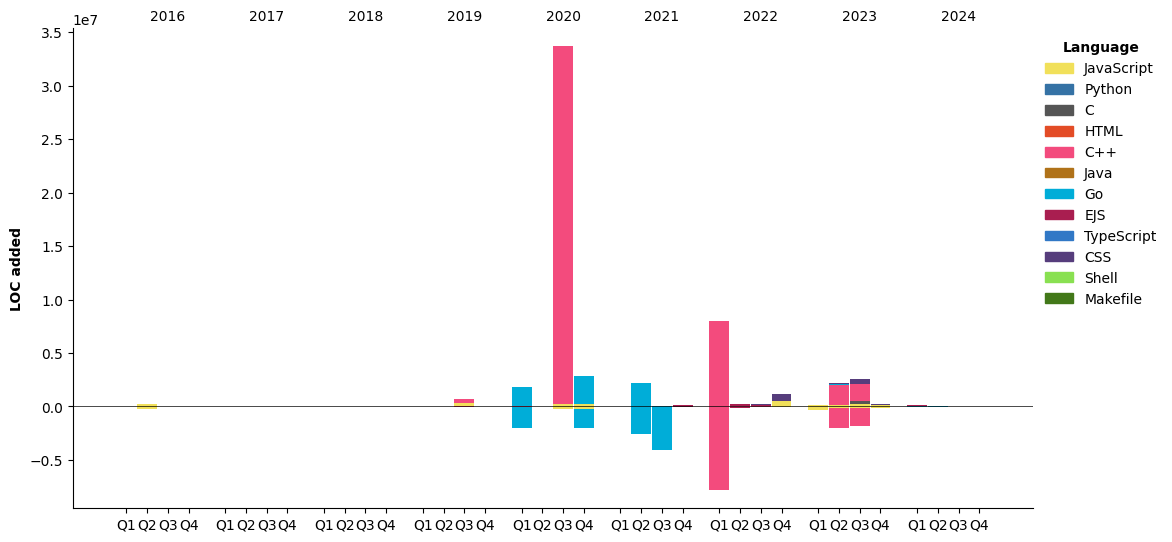 1e7
2016 2017 2018 2019 2020 2021 2022 2023 2024
3.5
3.0
2.5
2.0
1.5
1.0
0.5
0.0
−0.5
LOC added
Q1 Q2 Q3 Q4 Q1 Q2 Q3 Q4 Q1 Q2 Q3 Q4 Q1 Q2 Q3 Q4 Q1 Q2 Q3 Q4 Q1 Q2 Q3 Q4 Q1 Q2 Q3 Q4 Q1 Q2 Q3 Q4 Q1 Q2 Q3 Q4
Language
JavaScript
Python
C
HTML
C++
Java
Go
EJS
TypeScript
CSS
Shell
Makefile